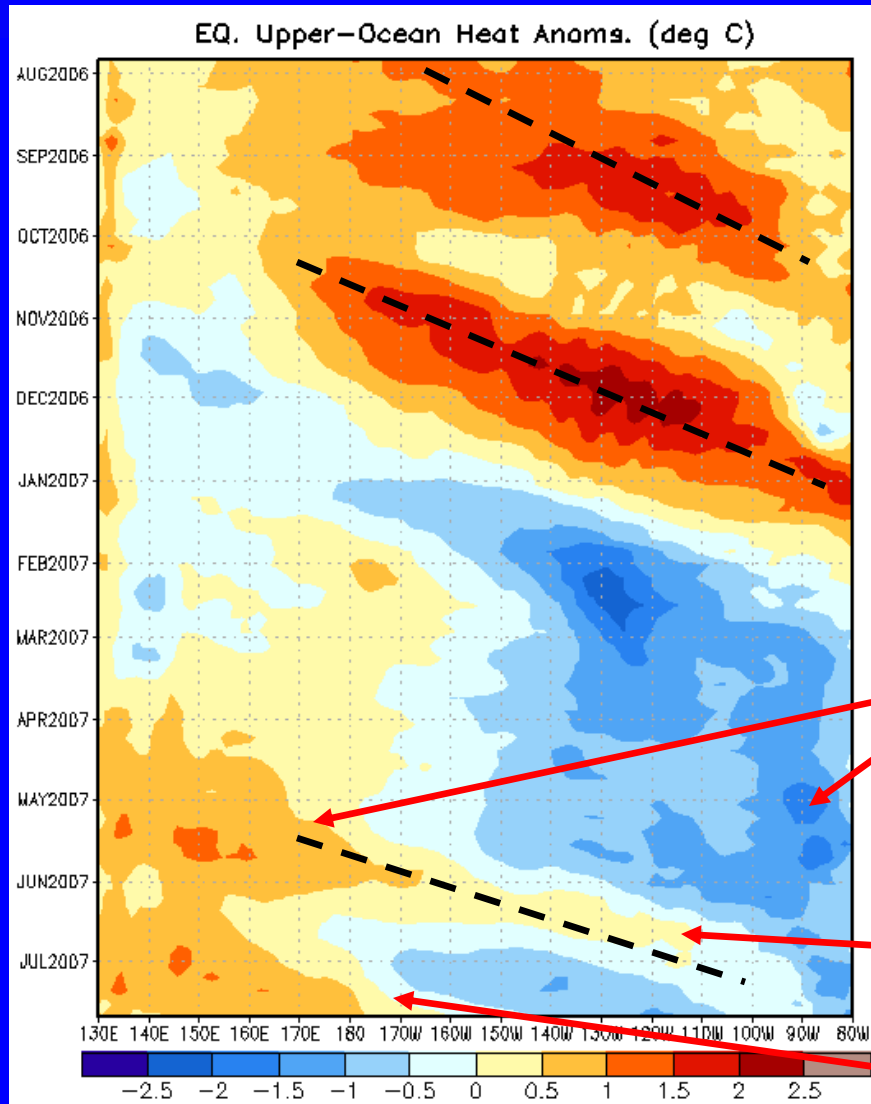 EQ. Upper-Ocean Heat Anoms. (deg C)
AUG2006
SEP2006
OCT2006
NOV2006
DEC2006
JAN2007
FEB2007
MAR2007
APR2007
MAY2007
JUN2007
JUL2007
130E 140E 150E 160E 170E 180 170W 160W 150W 140W 130W 120W 110W 100W 90W 80W
-2.5 -2 -1.5 -1 -0.5 0 0.5 1 1.5 2 2.5